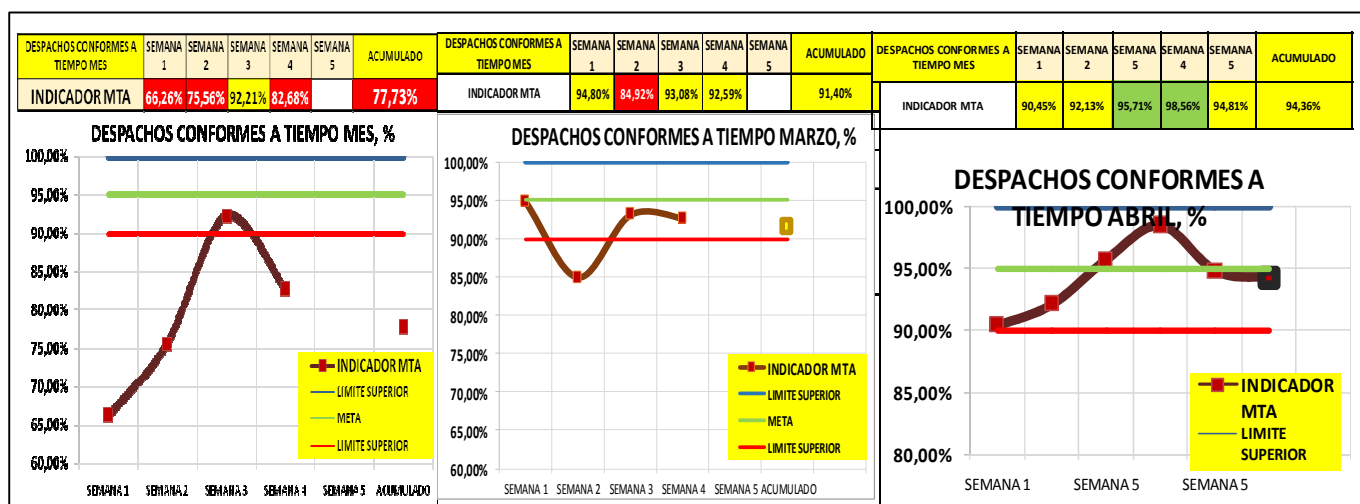 DESPACHOS CONFORMES A TIEMPO MES SEMANA 1 SEMANA 2 SEMANA 3 SEMANA 4 SEMANA 5 ACUMULADO
INDICADOR MTA 66,26% 75,56% 92,21% 82,68% 77,73%
DESPACHOS CONFORMES A TIEMPO MES, %
100,00%
95,00%
90,00%
85,00%
80,00%
75,00%
70,00%
65,00%
60,00%
INDICADOR MTA
LIMITE SUPERIOR
META
LIMITE SUPERIOR
SEMANA 1 SEMANA 2 SEMANA 3 SEMANA 4 SEMANA 5 ACUMULADO
DESPACHOS CONFORMES A TIEMPO MES SEMANA 1 SEMANA 2 SEMANA 3 SEMANA 4 SEMANA 5 ACUMULADO
INDICADOR MTA 94,80% 84,92% 93,08% 92,59% 91,40%
DESPACHOS CONFORMES A TIEMPO MARZO, %
100,00%
95,00%
90,00%
85,00%
80,00%
75,00%
70,00%
65,00%
60,00%
INDICADOR MTA
LIMITE SUPERIOR
META
LIMITE SUPERIOR
SEMANA 1 SEMANA 2 SEMANA 3 SEMANA 4 SEMANA 5 ACUMULADO
DESPACHOS CONFORMES A TIEMPO MES SEMANA 1 SEMANA 2 SEMANA 5 SEMANA 4 SEMANA 5 ACUMULADO
INDICADOR MTA 90,45% 92,13% 95,71% 98,56% 94,81% 94,36%
DESPACHOS CONFORMES A
TIEMPO ABRIL, %
100,00%
95,00%
90,00%
85,00%
80,00%
INDICADOR
MTA
LIMITE
SUPERIOR
SEMANA 1 SEMANA 5 SEMANA 5